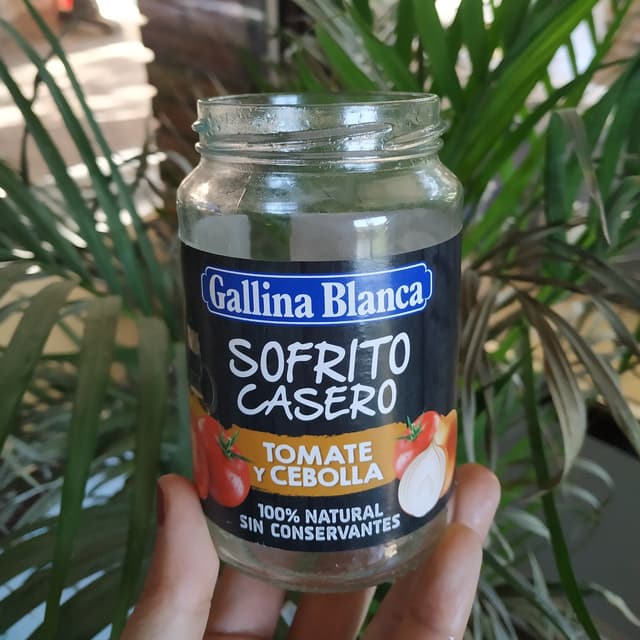 Gallina Blanca
SOFRITO
CASERO
TOMATE
Y CEBOLLA
100% NATURAL
SIN CONSERVANTES